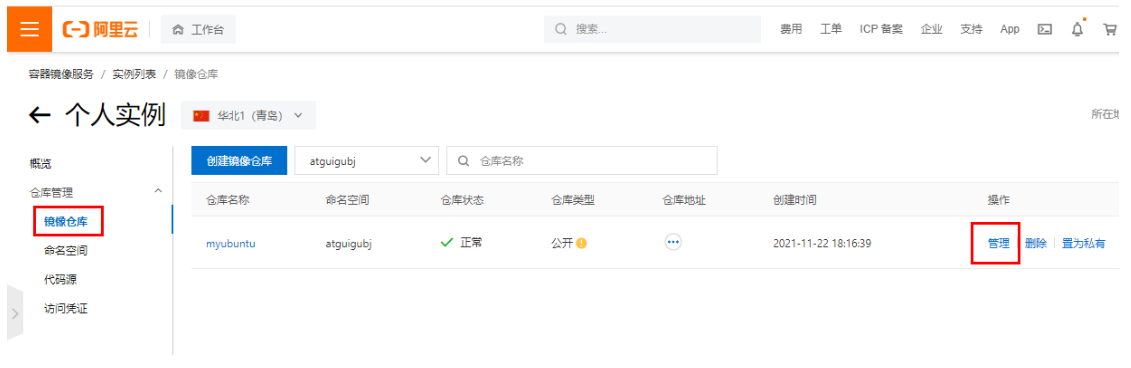 阿里云 工作台 搜索... 费用 工单 ICP 备案 企业 支持 App
容器镜像服务 / 实例列表 / 镜像仓库
← 个人实例 华北1（青岛）
概览
仓库管理
镜像仓库
命名空间
代码源
访问凭证
创建镜像仓库 atguigubj 仓库名称
仓库名称 命名空间 仓库状态 仓库类型 仓库地址 创建时间 操作
myubuntu atguigubj 正常 公开 2021-11-22 18:16:39 管理 删除 置为私有